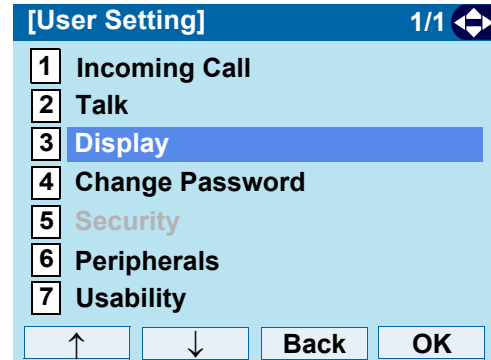 [User Setting] 1/1
1 Incoming Call
2 Talk
3 Display
4 Change Password
5 Security
6 Peripherals
7 Usability
↑ ↓ Back OK